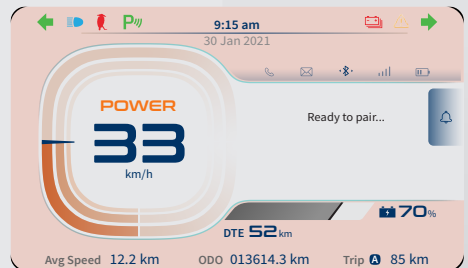 P
9:15 am
30 Jan 2021
POWER
33
km/h
Ready to pair...
70%
DTE 52 km
Avg Speed 12.2 km ODO 013614.3 km Trip A 85 km